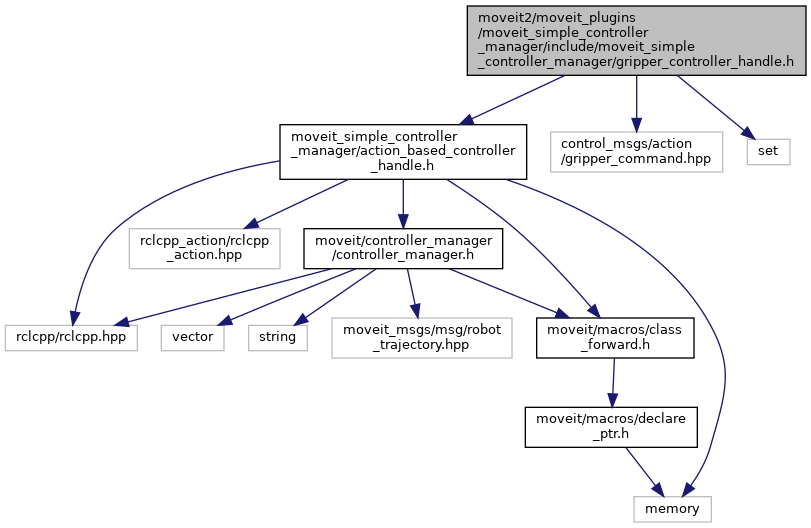 moveit2/moveit_plugins
/moveit_simple_controller
_manager/include/moveit_simple
_controller_manager/gripper_controller_handle.h
moveit_simple_controller
_manager/action_based_controller
_handle.h
control_msgs/action
/gripper_command.hpp
set
rclcpp_action/rclcpp
_action.hpp
moveit/controller_manager
/controller_manager.h
rclcpp/rclcpp.hpp
vector
string
moveit_msgs/msg/robot
_trajectory.hpp
moveit/macros/class
_forward.h
moveit/macros/declare
_ptr.h
memory